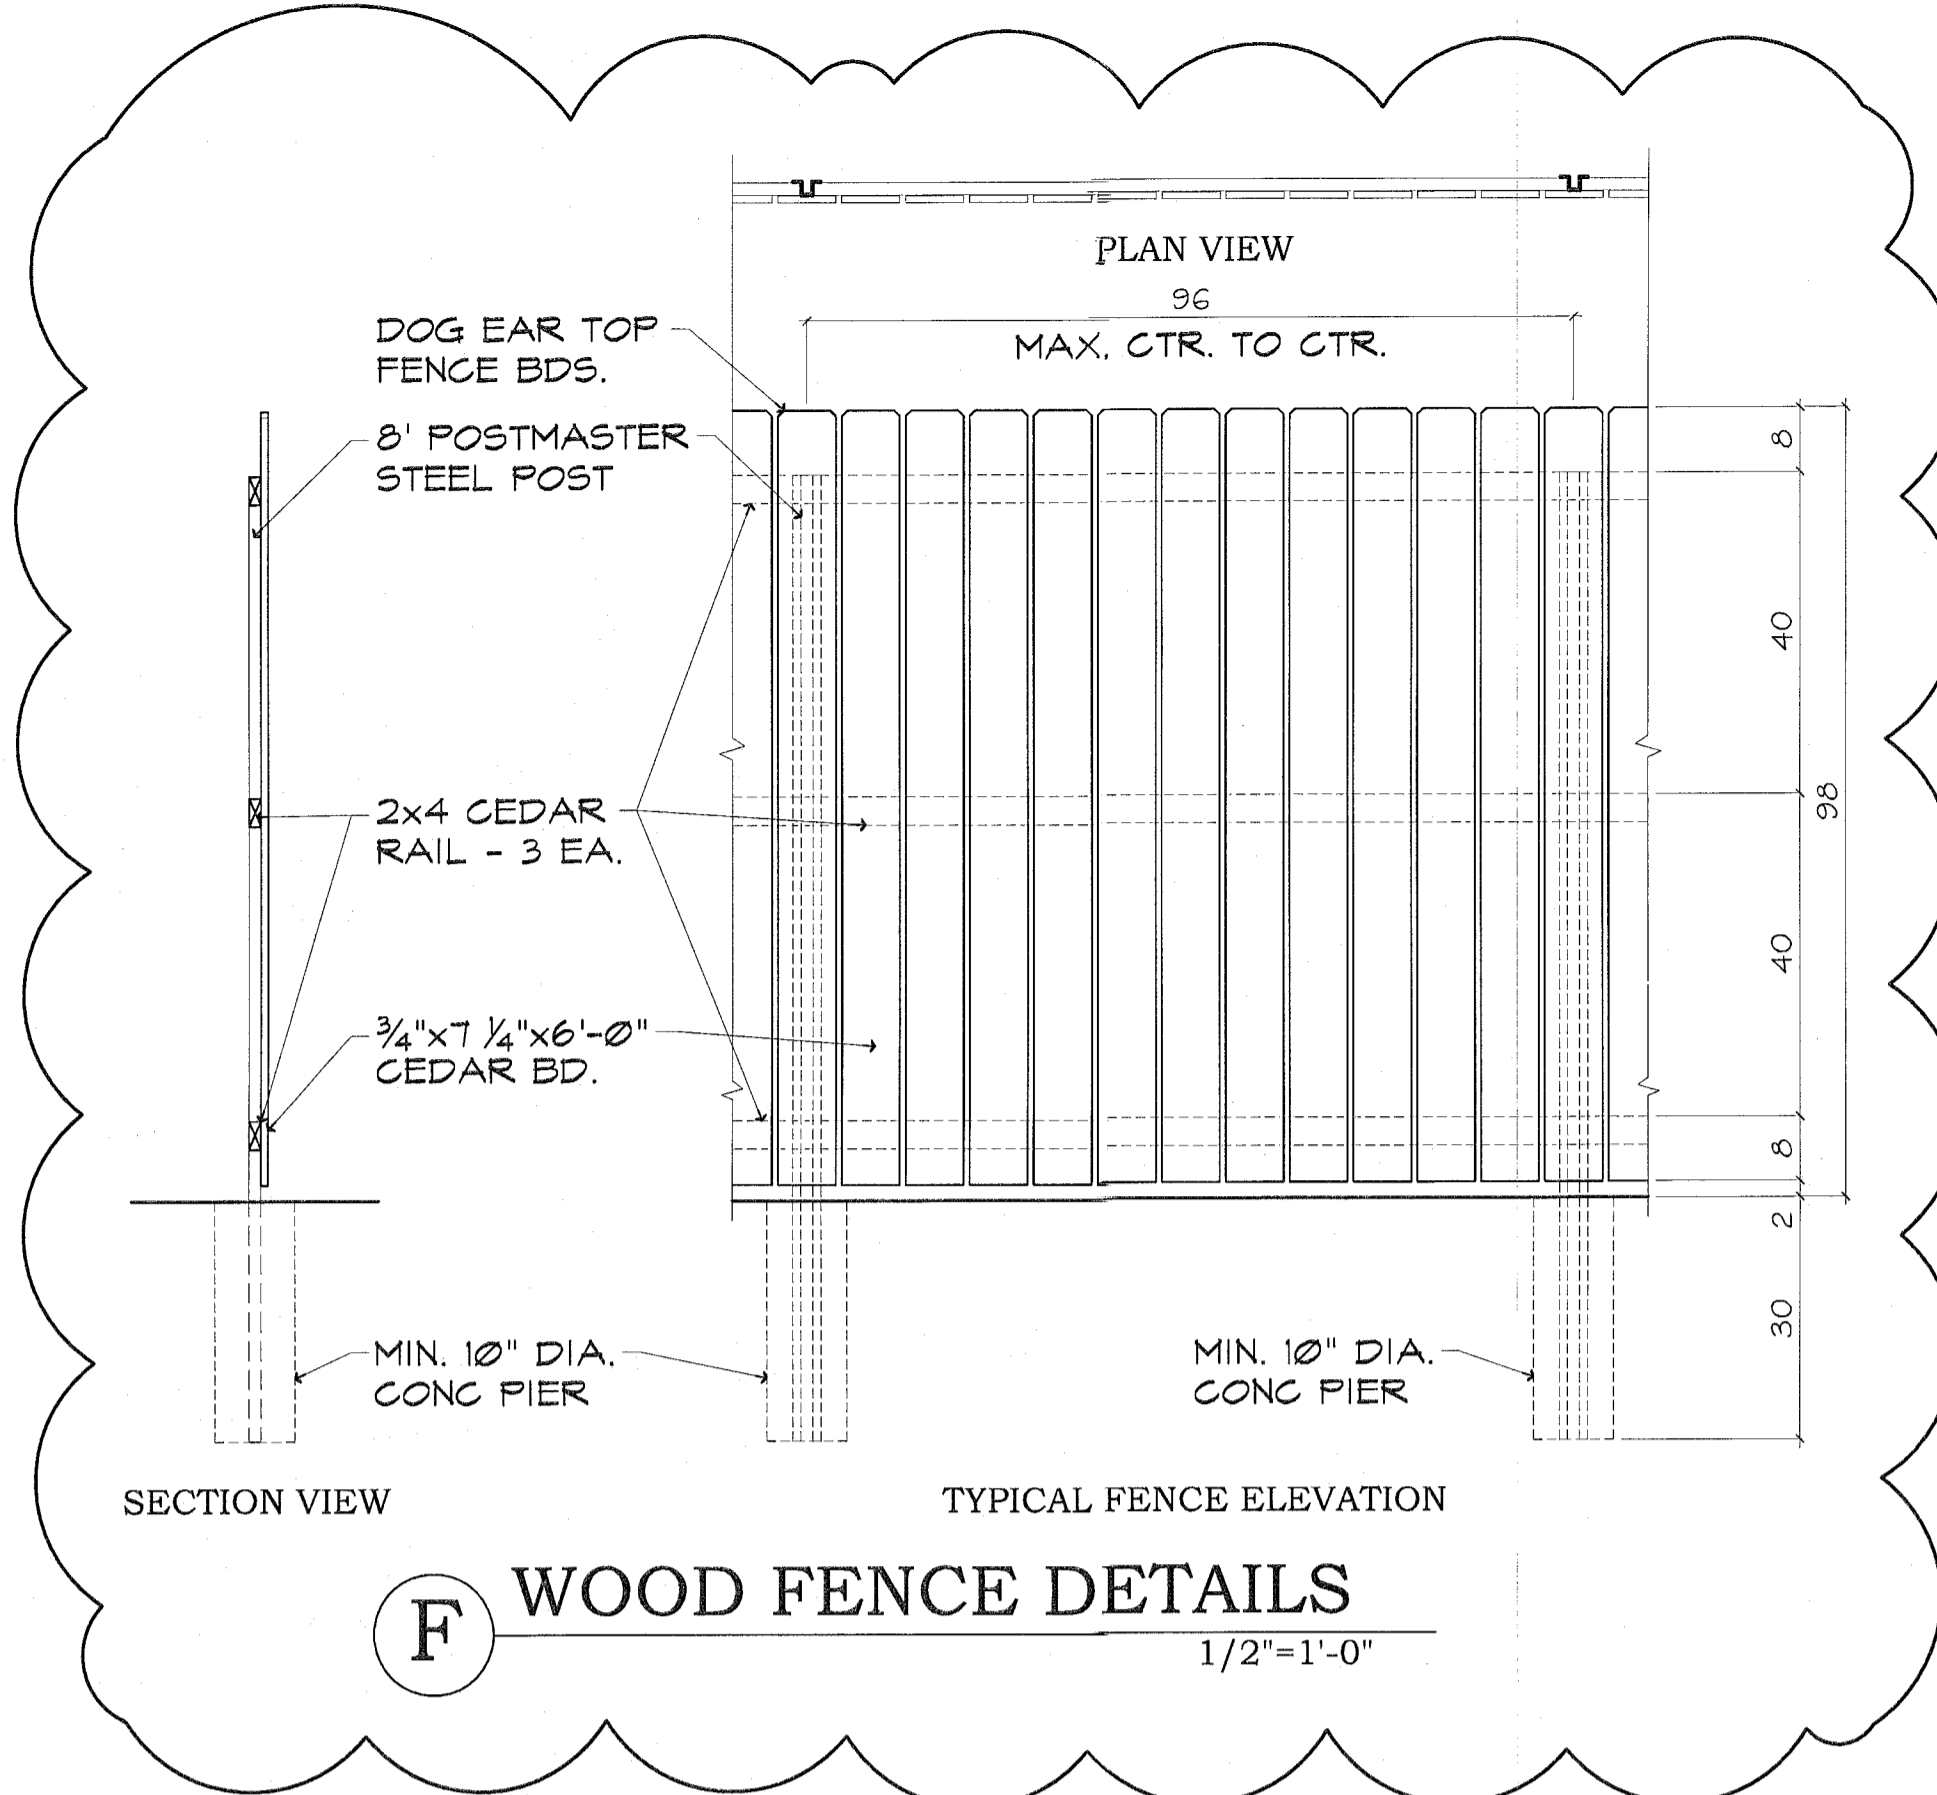 PLAN VIEW
96
MAX. CTR. TO CTR.
DOG EAR TOP
FENCE BDS.
8' POSTMASTER
STEEL POST
2x4 CEDAR
RAIL - 3 EA.
3/4"x7 1/4"x6'-0"
CEDAR BD.
MIN. 10" DIA.
CONC PIER
MIN. 10" DIA.
CONC PIER
8
40
40
8
2
30
98
SECTION VIEW
TYPICAL FENCE ELEVATION
F
WOOD FENCE DETAILS
1/2"=1'-0"